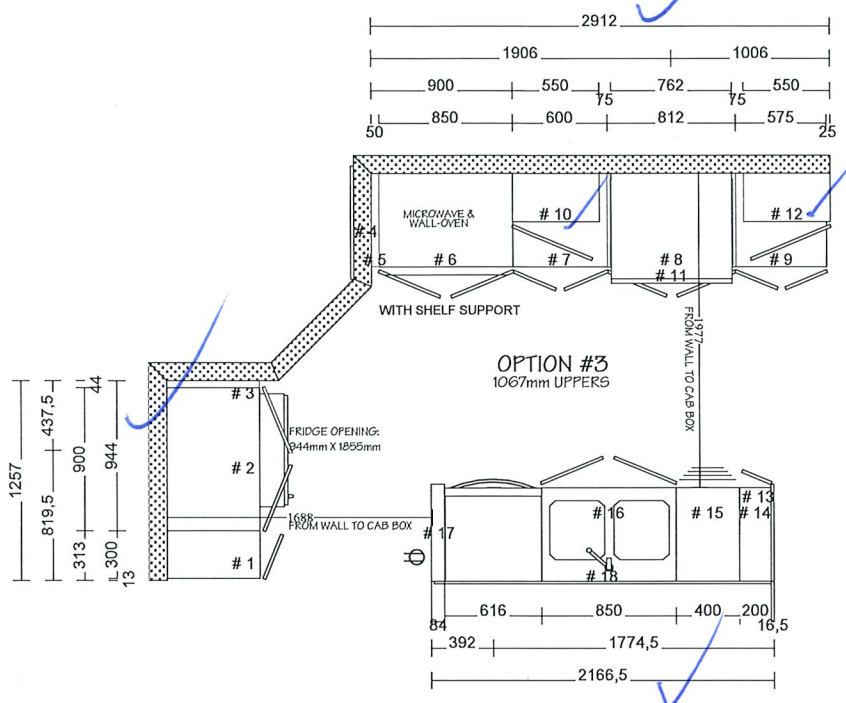 2912
1906 1006
900 550 762 550
75 75
850 600 812 575
50 25
MICROWAVE &
WALL-OVEN
# 10 # 12
# 4
# 5 # 6 # 7 # 8 # 9
# 11
WITH SHELF SUPPORT
1977
FROM WALL TO CAB BOX
OPTION #3
1067mm UPPERS
44
# 3
437,5
FRIDGE OPENING:
944mm X 1855mm
1257
900
944
# 2
819,5
1688
FROM WALL TO CAB BOX
313
300
13
# 1
# 13
# 17 # 16 # 15 # 14
# 18
616 850 400 200
84 16,5
392 1774,5
2166,5